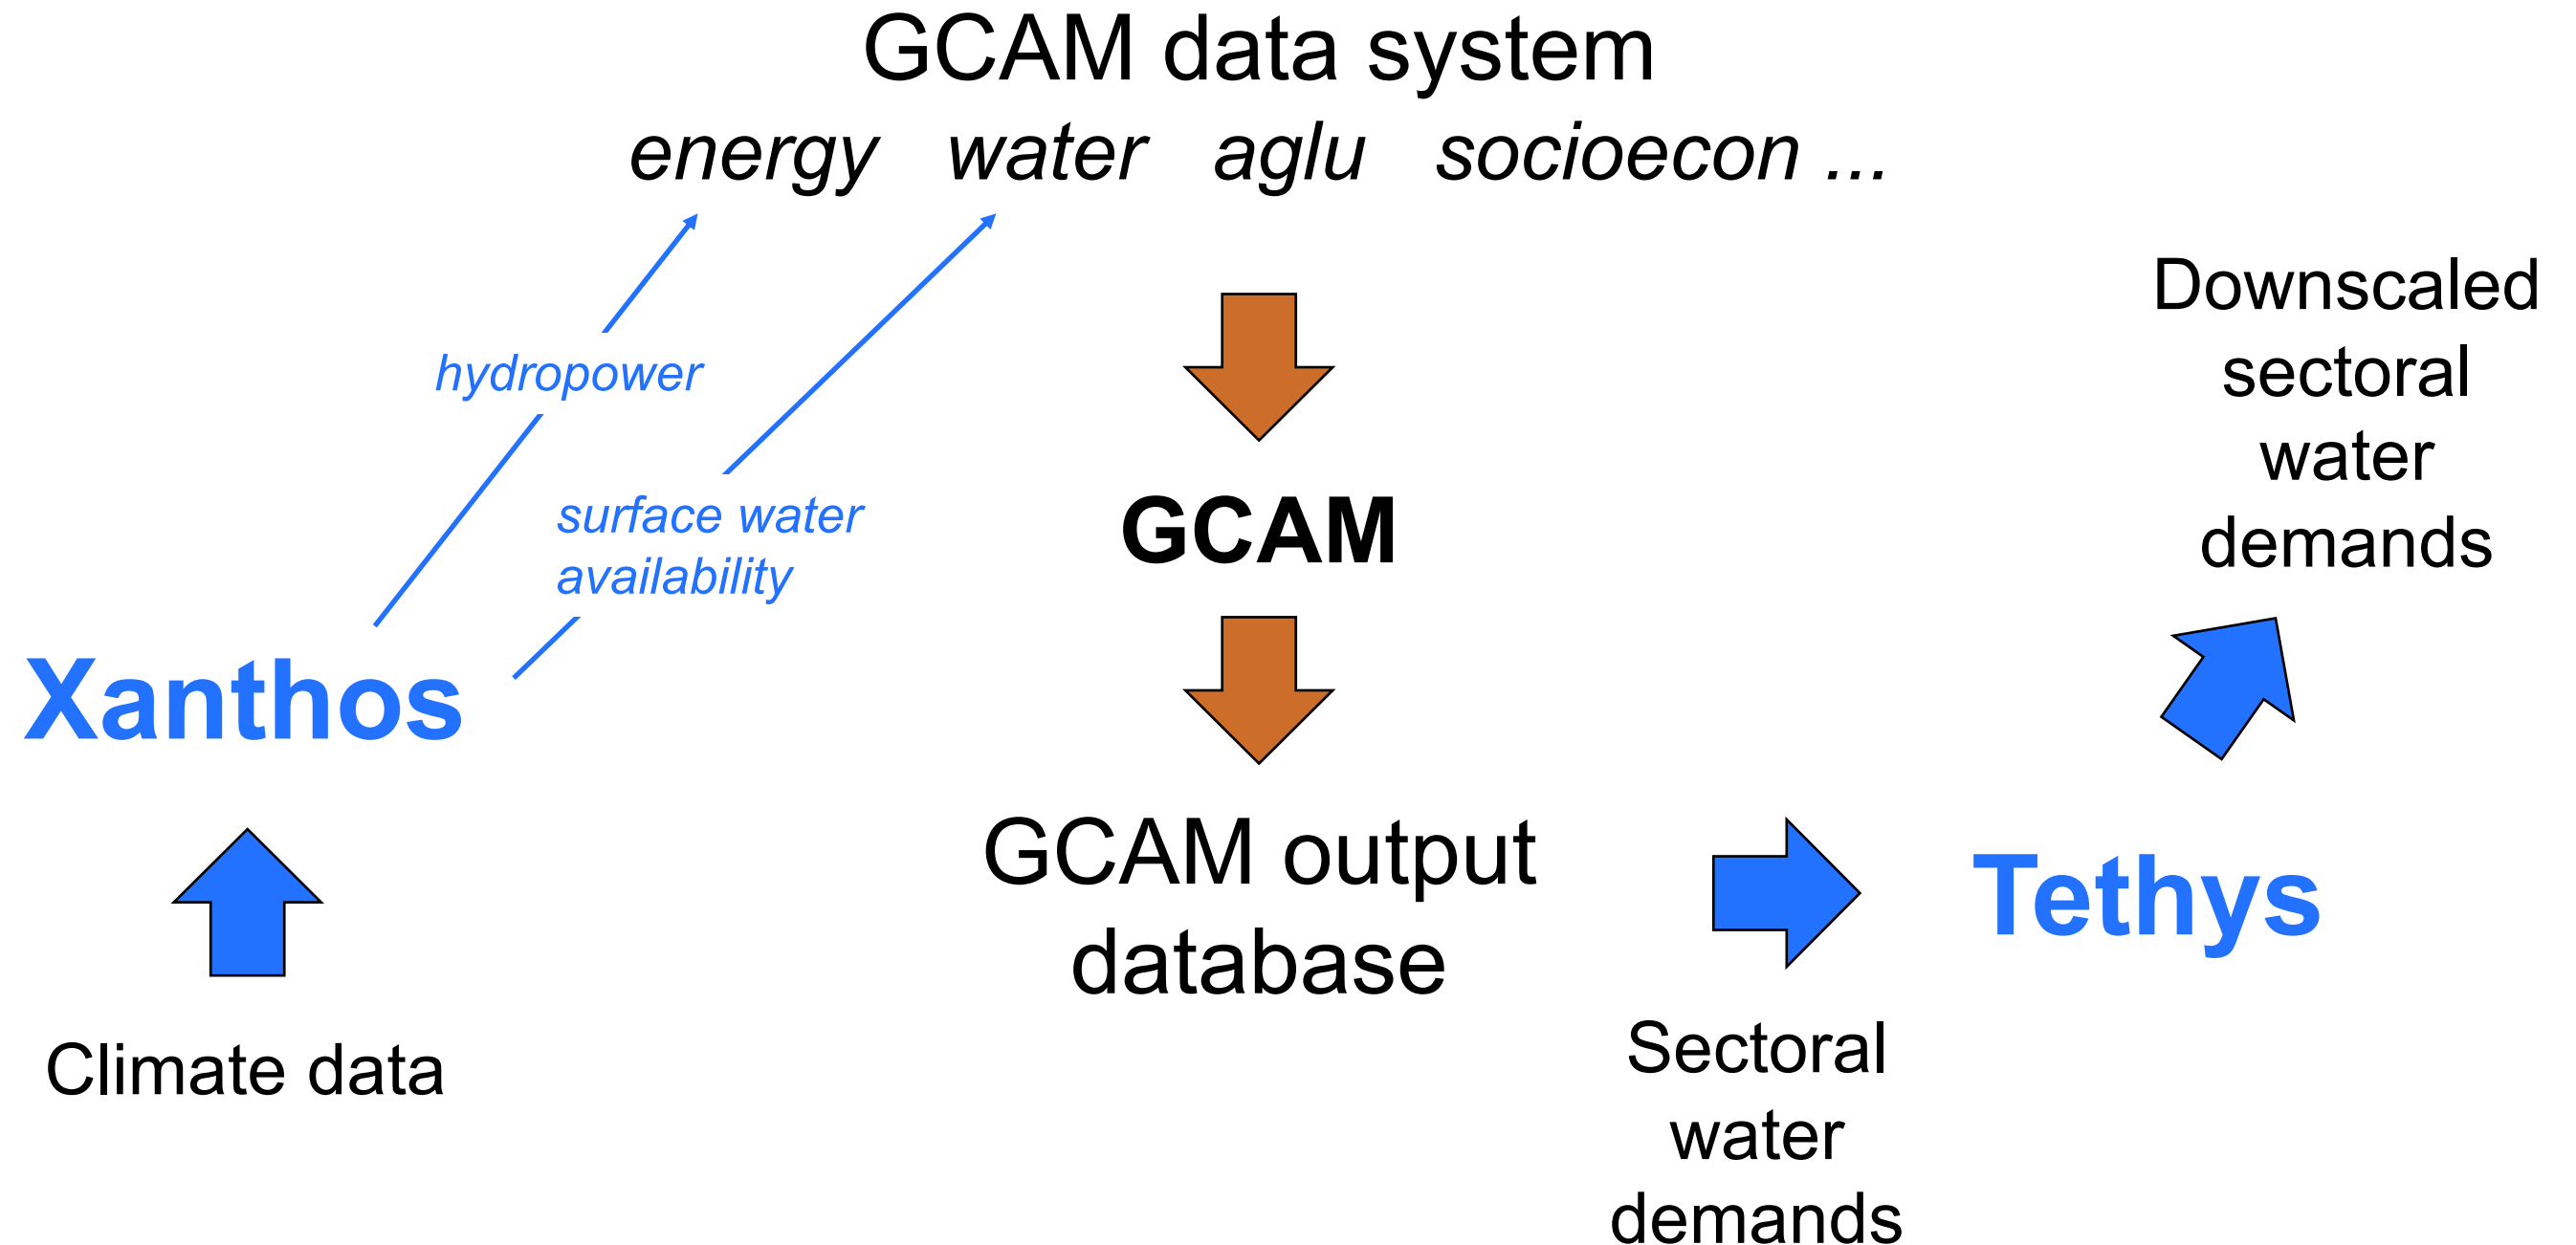 GCAM data system
energy water aglu socioecon ...
hydropower
surface water
availability
Xanthos
Climate data
GCAM
GCAM output
database
Sectoral
water
demands
Tethys
Downscaled
sectoral
water
demands